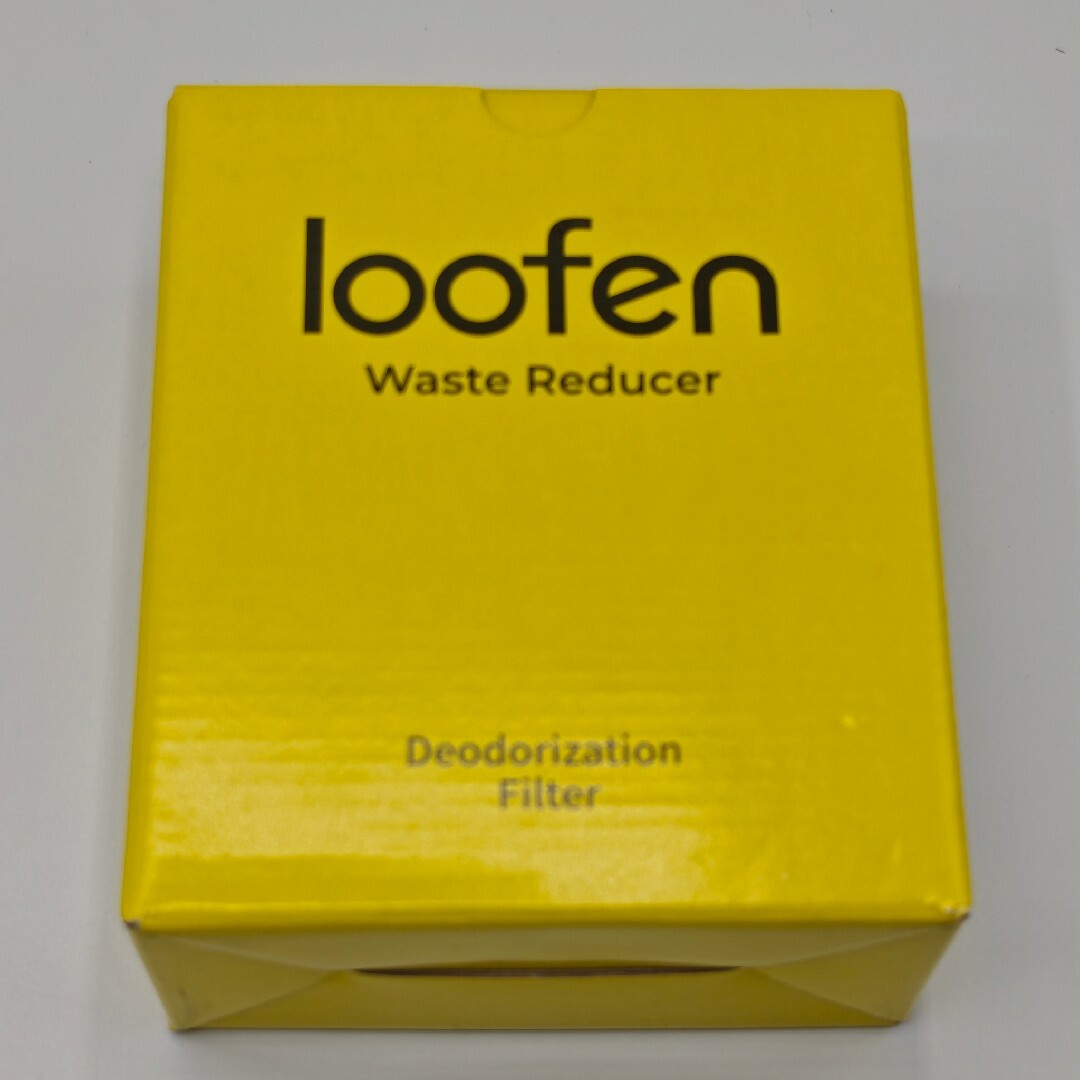 loofen
Waste Reducer
Deodorization
Filter